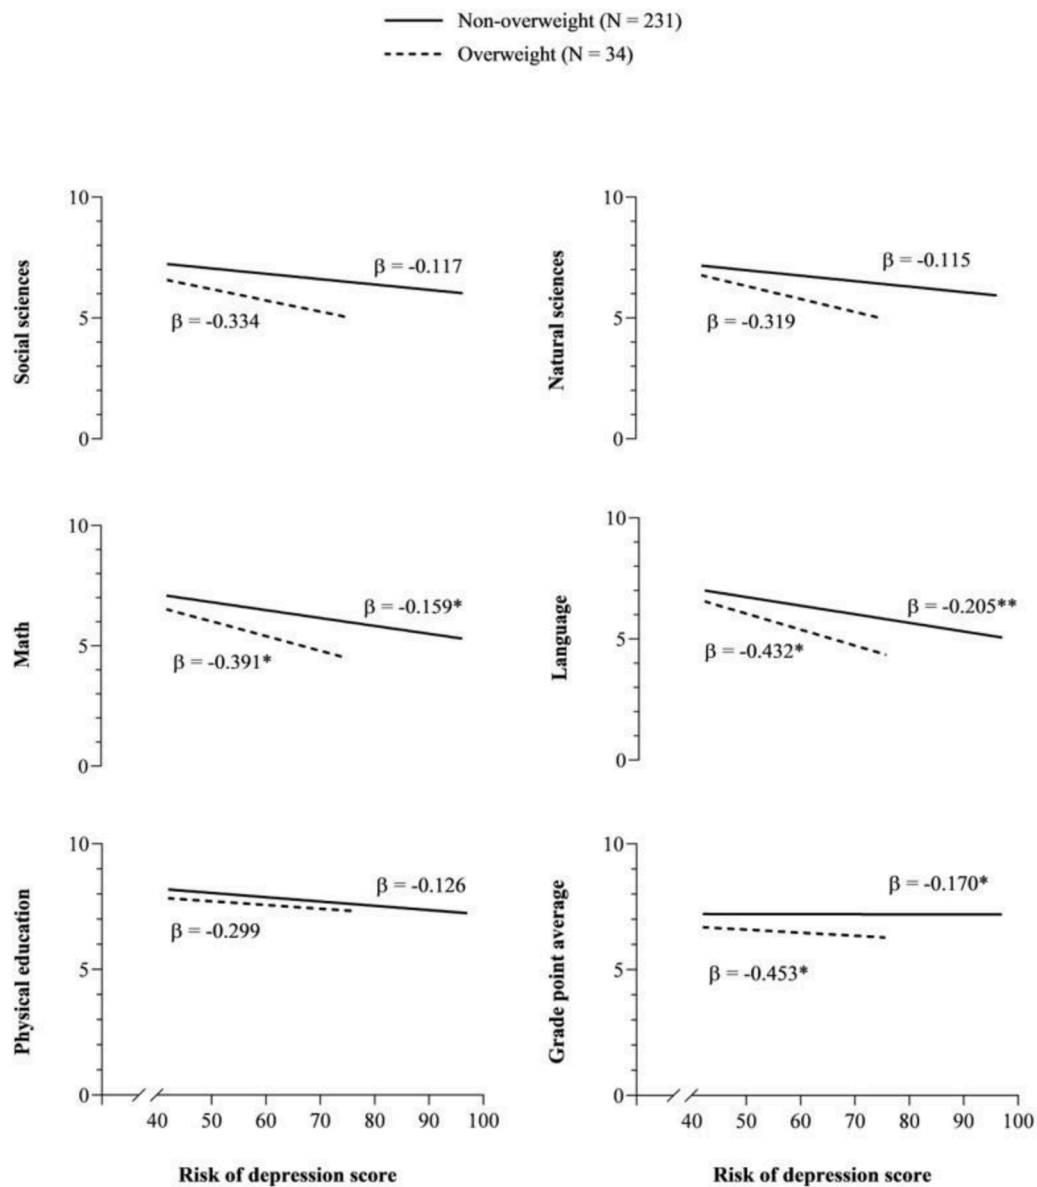 Non-overweight (N = 231)
Overweight (N = 34)
Social sciences
10
5
0
β = -0.117
β = -0.334
Natural sciences
10
5
0
β = -0.115
β = -0.319
Math
10
5
0
β = -0.159*
β = -0.391*
Language
10
5
0
β = -0.205**
β = -0.432*
Physical education
10
5
0
β = -0.126
β = -0.299
40 50 60 70 80 90 100
Risk of depression score
Grade point average
10
5
0
β = -0.170*
β = -0.453*
40 50 60 70 80 90 100
Risk of depression score